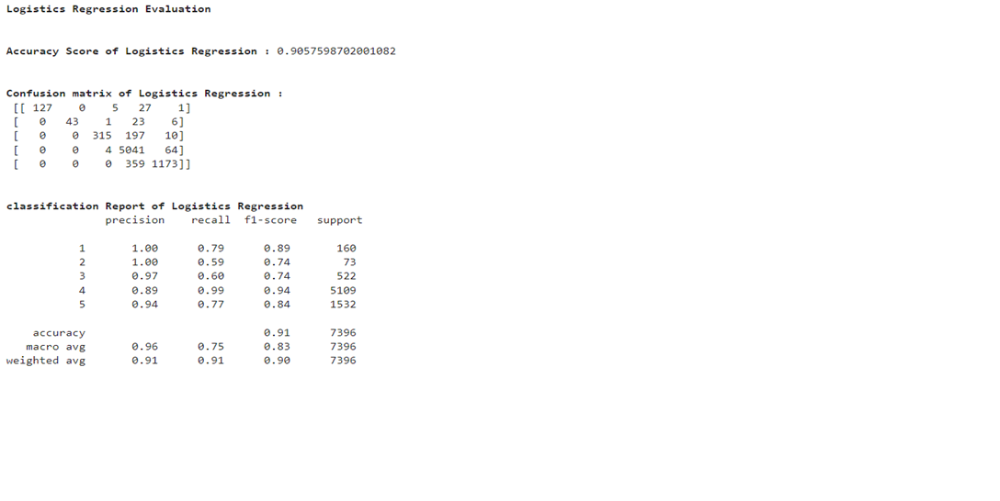 Logistics Regression Evaluation
Accuracy Score of Logistics Regression : 0.9057598702001082
Confusion matrix of Logistics Regression :
[[ 127    0    5   27    1]
[   0   43    1   23    6]
[   0    0  315  197   10]
[   0    0    4 5041   64]
[   0    0    0  359 1173]]
classification Report of Logistics Regression
precision    recall  f1-score   support
1       1.00      0.79      0.89       160
2       1.00      0.59      0.74        73
3       0.97      0.60      0.74       522
4       0.89      0.99      0.94      5109
5       0.94      0.77      0.84      1532
accuracy                           0.91      7396
macro avg       0.96      0.75      0.83      7396
weighted avg       0.91      0.91      0.90      7396